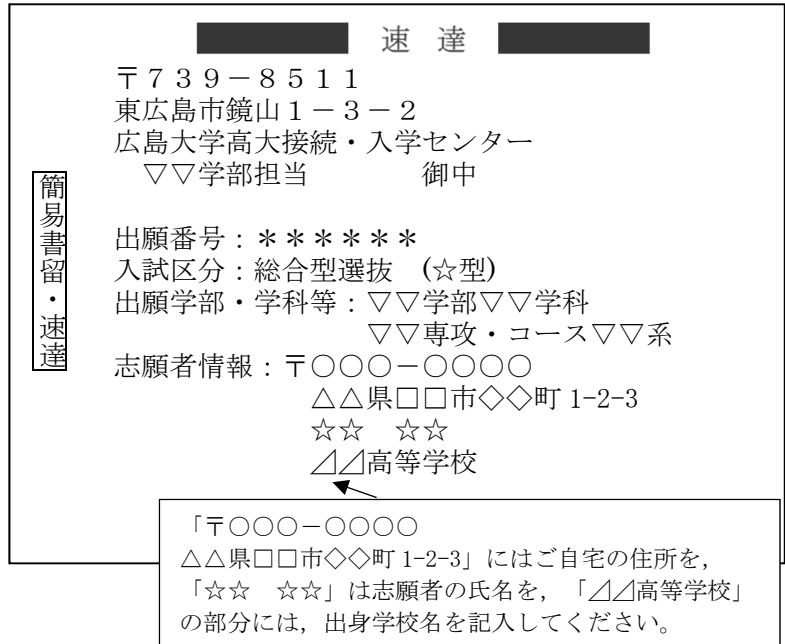 速 達
〒７３９－８５１１
東広島市鏡山１－３－２
広島大学高大接続・入学センター
▽▽学部担当　　　　御中
簡易書留・速達
出願番号：＊＊＊＊＊＊
入試区分：総合型選抜　(☆型)
出願学部・学科等：▽▽学部▽▽学科
▽▽専攻・コース▽▽系
志願者情報：〒○○○－○○○○
△△県□□市◇◇町 1-2-3
☆☆　☆☆
⊿⊿高等学校
「〒○○○－○○○○
△△県□□市◇◇町 1-2-3」にはご自宅の住所を，
「☆☆　☆☆」は志願者の氏名を，「⊿⊿高等学校」
の部分には，出身学校名を記入してください。